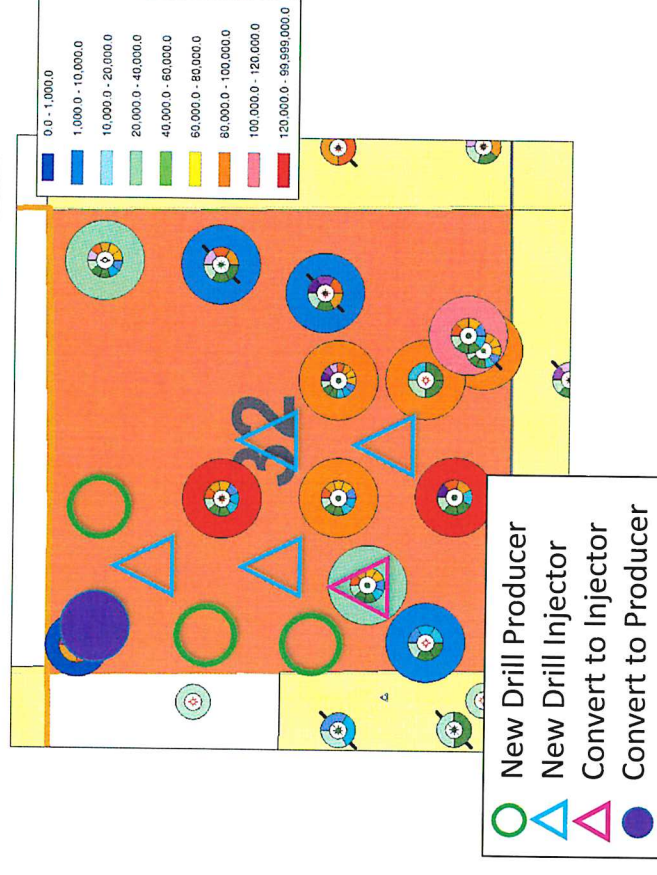 0.0 - 1,000.0
1,000.0 - 10,000.0
10,000.0 - 20,000.0
20,000.0 - 40,000.0
40,000.0 - 60,000.0
60,000.0 - 80,000.0
80,000.0 - 100,000.0
100,000.0 - 120,000.0
120,000.0 - 99,999,000.0
32
New Drill Producer
New Drill Injector
Convert to Injector
Convert to Producer